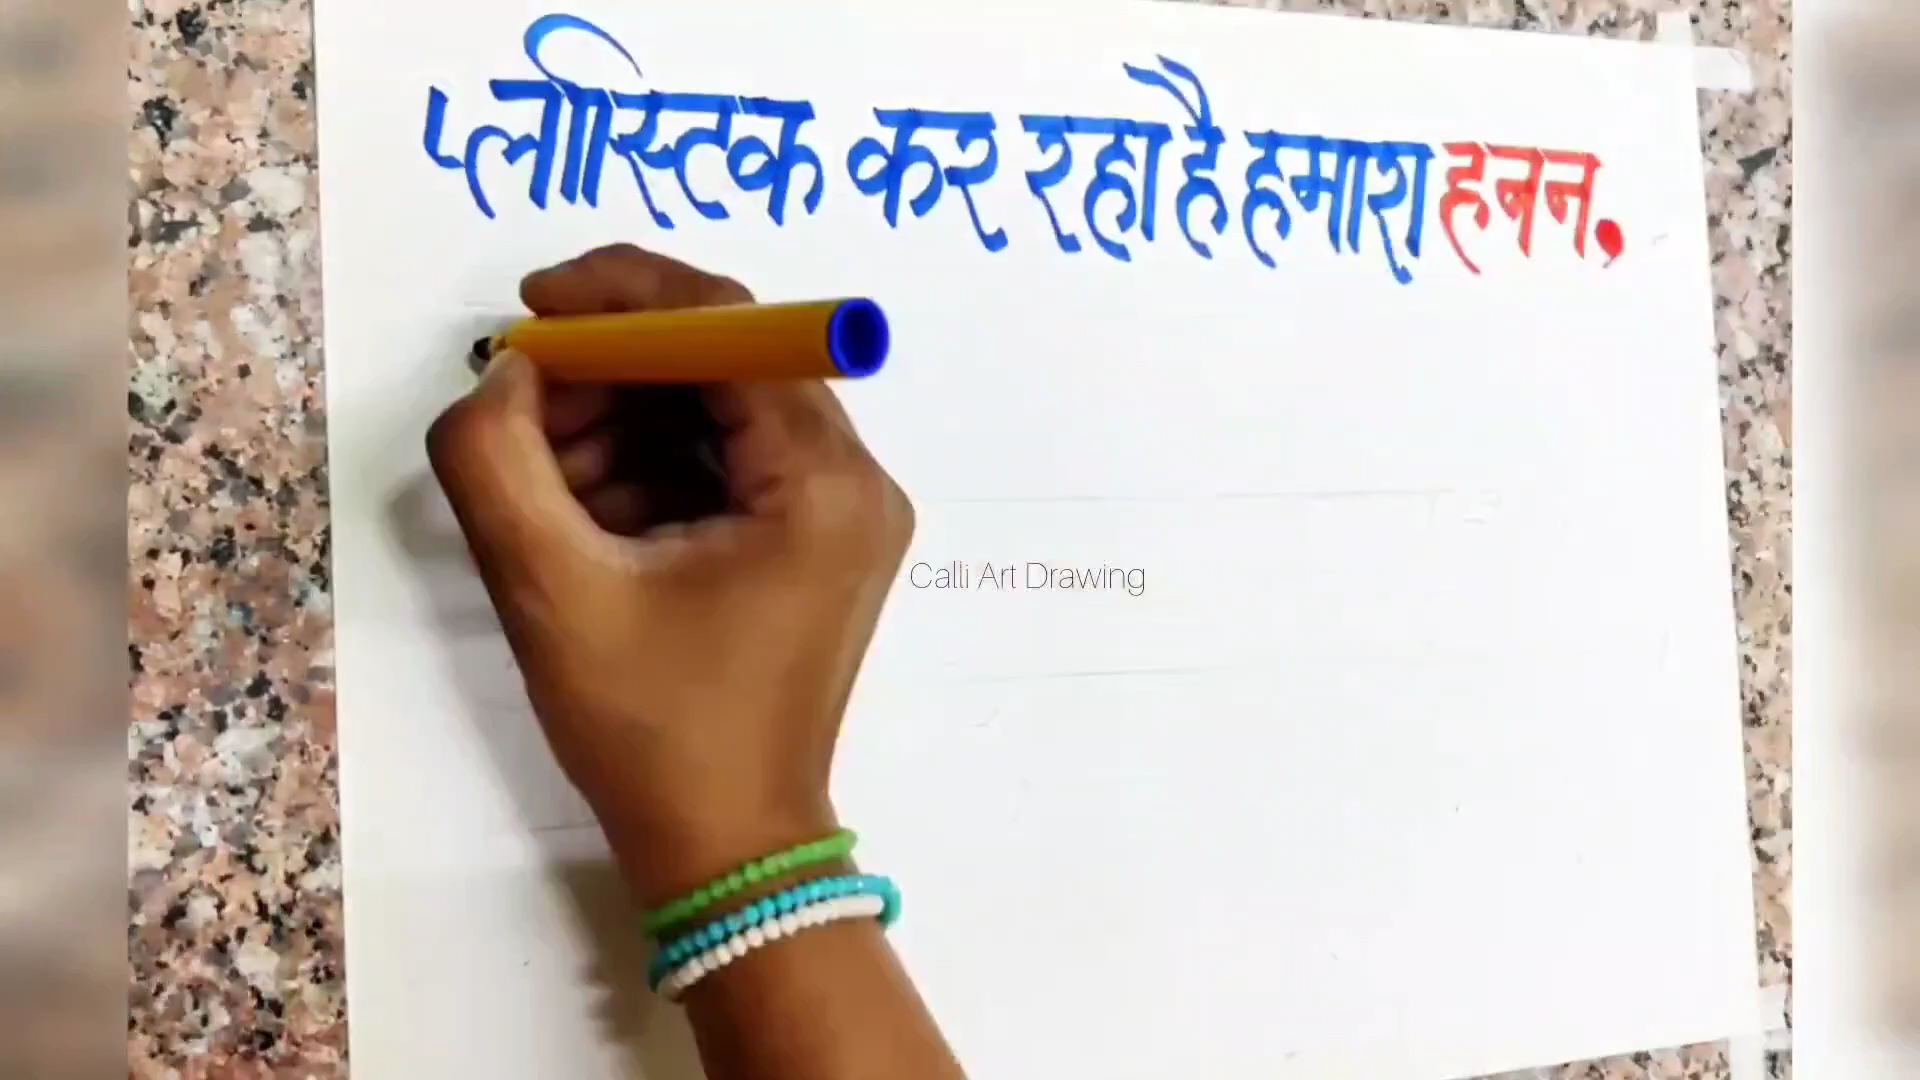 प्लास्टिक कर रहा है हमारा हनन,
Calli Art Drawing